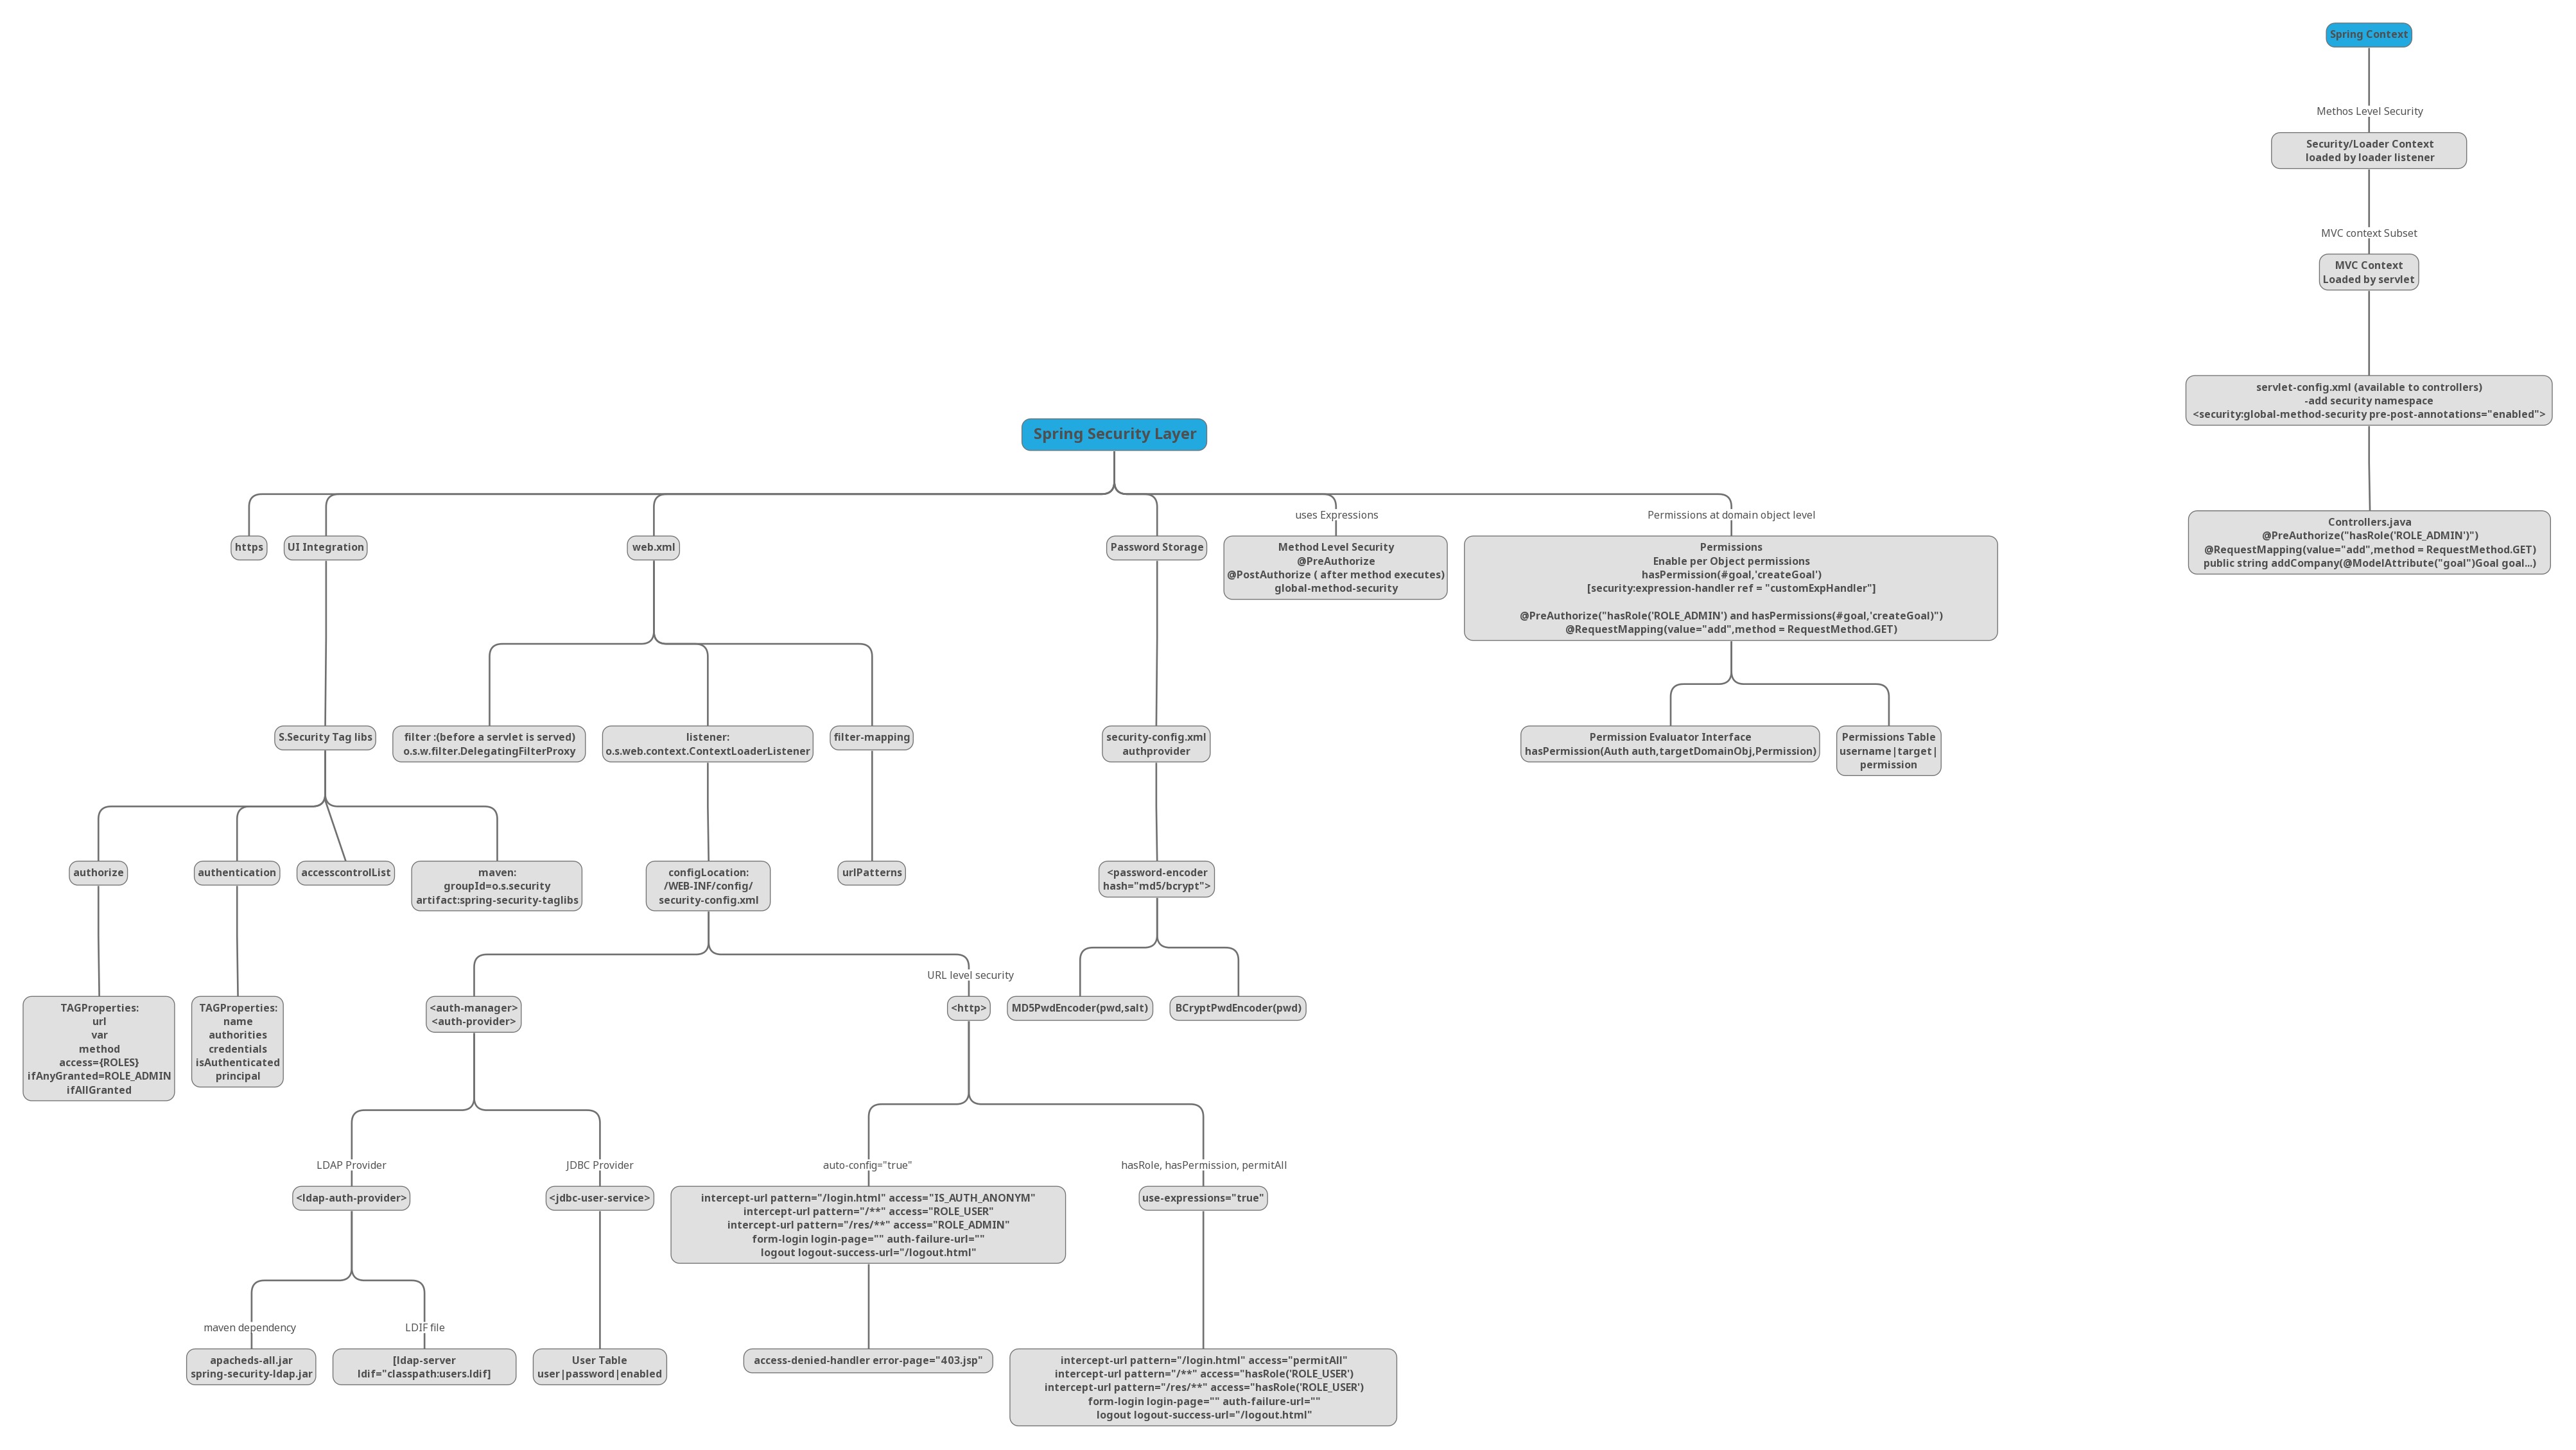 Spring Context
Methos Level Security
Security/Loader Context
loaded by loader listener
MVC context Subset
MVC Context
Loaded by servlet
servlet-config.xml (available to controllers)
-add security namespace
<security:global-method-security pre-post-annotations="enabled">
Controllers.java
@PreAuthorize("hasRole('ROLE_ADMIN')")
@RequestMapping(value="add",method = RequestMethod.GET)
public string addCompany(@ModelAttribute("goal")Goal goal...)
Spring Security Layer
https
UI Integration
web.xml
Password Storage
uses Expressions
Method Level Security
@PreAuthorize
@PostAuthorize ( after method executes)
global-method-security
Permissions at domain object level
Permissions
Enable per Object permissions
hasPermission(#goal,'createGoal')
[security:expression-handler ref = "customExpHandler"]
@PreAuthorize("hasRole('ROLE_ADMIN') and hasPermissions(#goal,'createGoal)")
@RequestMapping(value="add",method = RequestMethod.GET)
S.Security Tag libs
filter :(before a servlet is served)
o.s.w.filter.DelegatingFilterProxy
listener:
o.s.web.context.ContextLoaderListener
filter-mapping
security-config.xml
authprovider
Permission Evaluator Interface
hasPermission(Auth auth,targetDomainObj,Permission)
Permissions Table
username|target|
permission
authorize
authentication
accesscontrolList
maven:
groupId=o.s.security
artifact:spring-security-taglibs
configLocation:
/WEB-INF/config/
security-config.xml
urlPatterns
<password-encoder
hash="md5/bcrypt">
URL level security
TAGProperties:
url
var
method
access={ROLES}
ifAnyGranted=ROLE_ADMIN
ifAllGranted
TAGProperties:
name
authorities
credentials
isAuthenticated
principal
<auth-manager>
<auth-provider>
<http>
MD5PwdEncoder(pwd,salt)
BCryptPwdEncoder(pwd)
LDAP Provider
<ldap-auth-provider>
JDBC Provider
<jdbc-user-service>
auto-config="true"
intercept-url pattern="/login.html" access="IS_AUTH_ANONYM"
intercept-url pattern="/**" access="ROLE_USER"
intercept-url pattern="/res/**" access="ROLE_ADMIN"
form-login login-page="" auth-failure-url=""
logout logout-success-url="/logout.html"
hasRole, hasPermission, permitAll
use-expressions="true"
maven dependency
apacheds-all.jar
spring-security-ldap.jar
LDIF file
[ldap-server
ldif="classpath:users.ldif]
User Table
user|password|enabled
access-denied-handler error-page="403.jsp"
intercept-url pattern="/login.html" access="permitAll"
intercept-url pattern="/**" access="hasRole('ROLE_USER')
intercept-url pattern="/res/**" access="hasRole('ROLE_USER')
form-login login-page="" auth-failure-url=""
logout logout-success-url="/logout.html"